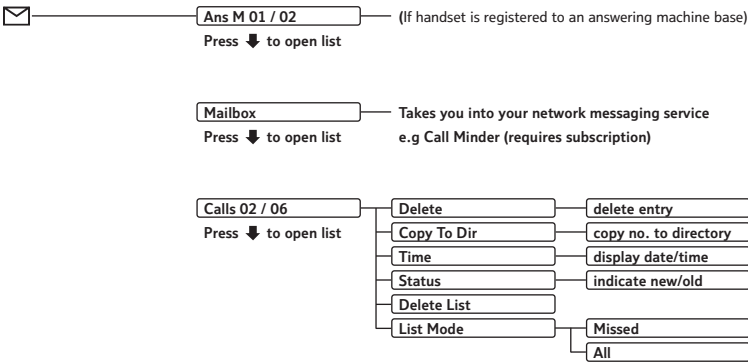 Ans M 01 / 02 (If handset is registered to an answering machine base)
Press to open list
Mailbox Takes you into your network messaging service
Press to open list e.g Call Minder (requires subscription)
Calls 02 / 06 Delete delete entry
Press to open list Copy To Dir copy no. to directory
Time display date/time
Status indicate new/old
Delete List
List Mode Missed
All